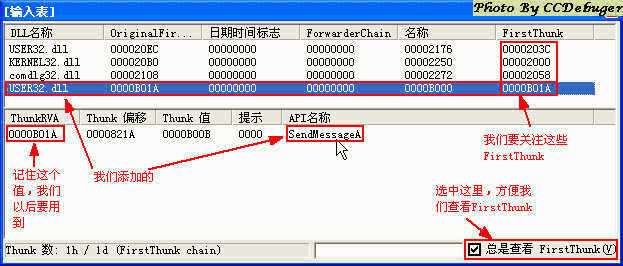 [输入表]
Photo By CCDebuger
DLL名称 OriginalFir... 日期时间标志 ForwarderChain 名称 FirstThunk
USER32.dll 000020EC 00000000 00000000 00002176 0000203C
KERNEL32.dll 000020B0 00000000 00000000 00002250 00002000
comdlg32.dll 00002108 00000000 00000000 00002272 00002058
USER32.dll 0000B01A 00000000 00000000 0000B000 0000B01A
ThunkRVA Thunk 偏移 Thunk 值 提示 API名称
0000B01A 0000821A 0000B00B 0000 SendMessageA
我们要关注这些
FirstThunk
记住这个
值，我们
以后要用
到
我们添加的
选中这里，方便我
们查看FirstThunk
Thunk 数: 1h / 1d (FirstThunk chain)
总是查看 FirstThunk(V)